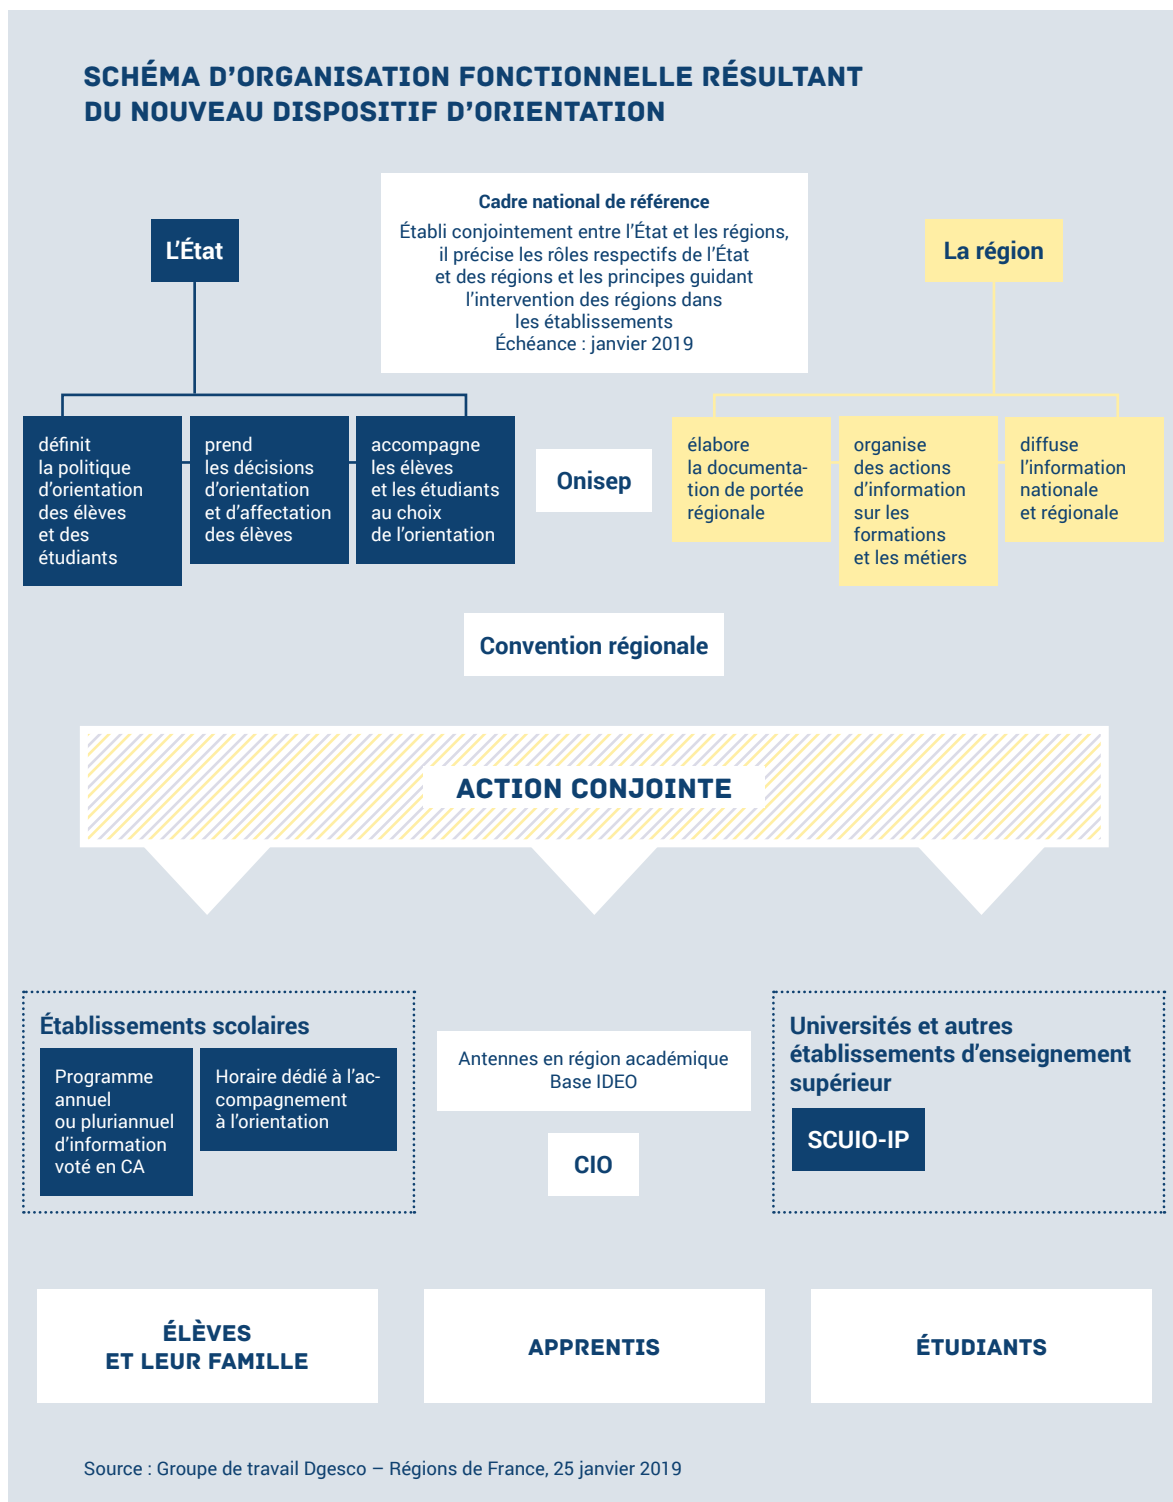 SCHÉMA D'ORGANISATION FONCTIONNELLE RÉSULTANT
DU NOUVEAU DISPOSITIF D'ORIENTATION
L'État
Cadre national de référence
Établi conjointement entre l'État et les régions,
il précise les rôles respectifs de l'État
et des régions et les principes guidant
l'intervention des régions dans
les établissements
Échéance : janvier 2019
La région
définit
la politique
d'orientation
des élèves
et des
étudiants
prend
les décisions
d'orientation
et d'affectation
des élèves
accompagne
les élèves
et les étudiants
au choix
de l'orientation
Onisep
élabore
la documenta-
tion de portée
régionale
organise
des actions
d'information
sur les
formations
et les métiers
diffuse
l'information
nationale
et régionale
Convention régionale
ACTION CONJOINTE
Établissements scolaires
Programme
annuel
ou pluriannuel
d'information
voté en CA
Horaire dédié à l'ac-
compagnement
à l'orientation
Antennes en région académique
Base IDEO
CIO
Universités et autres
établissements d'enseignement
supérieur
SCUIO-IP
ÉLÈVES
ET LEUR FAMILLE
APPRENTIS
ÉTUDIANTS
Source : Groupe de travail Dgesco – Régions de France, 25 janvier 2019